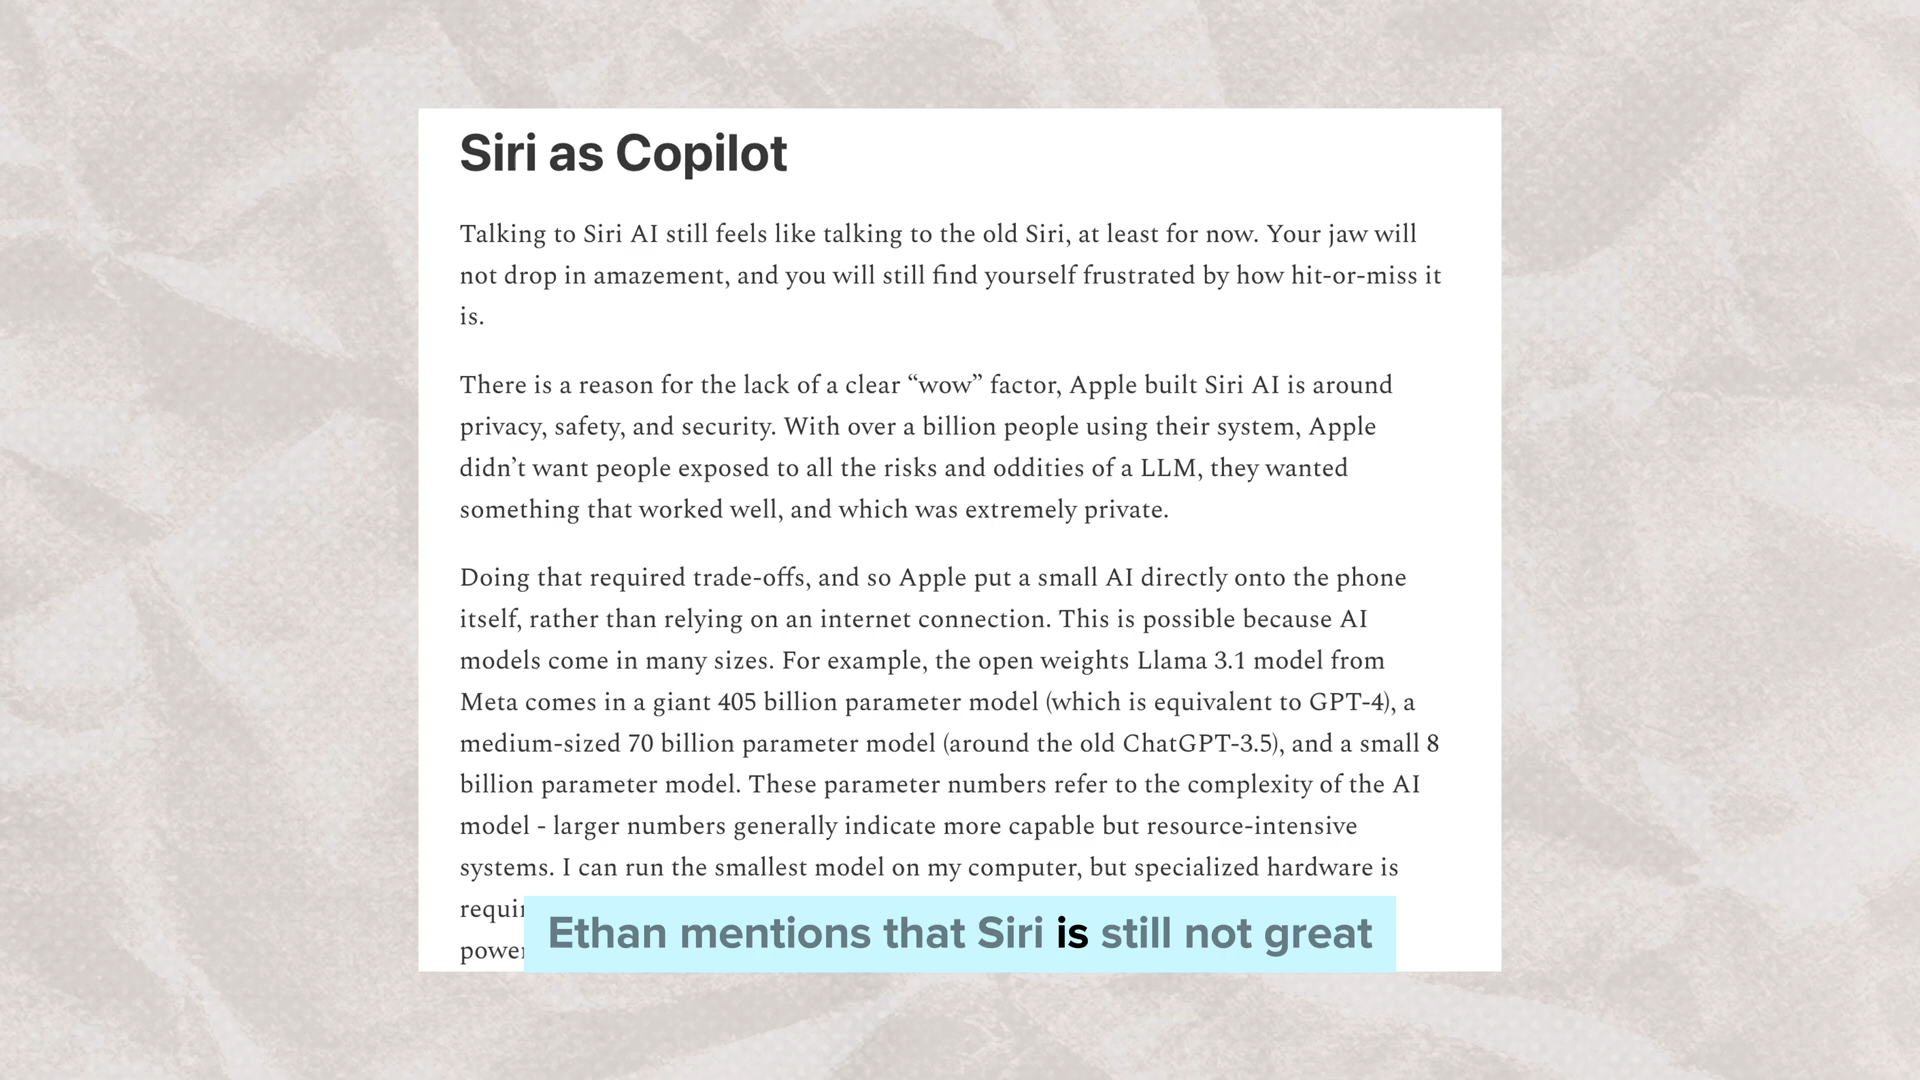 Siri as Copilot
Talking to Siri AI still feels like talking to the old Siri, at least for now. Your jaw will
not drop in amazement, and you will still find yourself frustrated by how hit-or-miss it
is.
There is a reason for the lack of a clear “wow” factor, Apple built Siri AI is around
privacy, safety, and security. With over a billion people using their system, Apple
didn’t want people exposed to all the risks and oddities of a LLM, they wanted
something that worked well, and which was extremely private.
Doing that required trade-offs, and so Apple put a small AI directly onto the phone
itself, rather than relying on an internet connection. This is possible because AI
models come in many sizes. For example, the open weights Llama 3.1 model from
Meta comes in a giant 405 billion parameter model (which is equivalent to GPT-4), a
medium-sized 70 billion parameter model (around the old ChatGPT-3.5), and a small 8
billion parameter model. These parameter numbers refer to the complexity of the AI
model - larger numbers generally indicate more capable but resource-intensive
systems. I can run the smallest model on my computer, but specialized hardware is
Ethan mentions that Siri is still not great